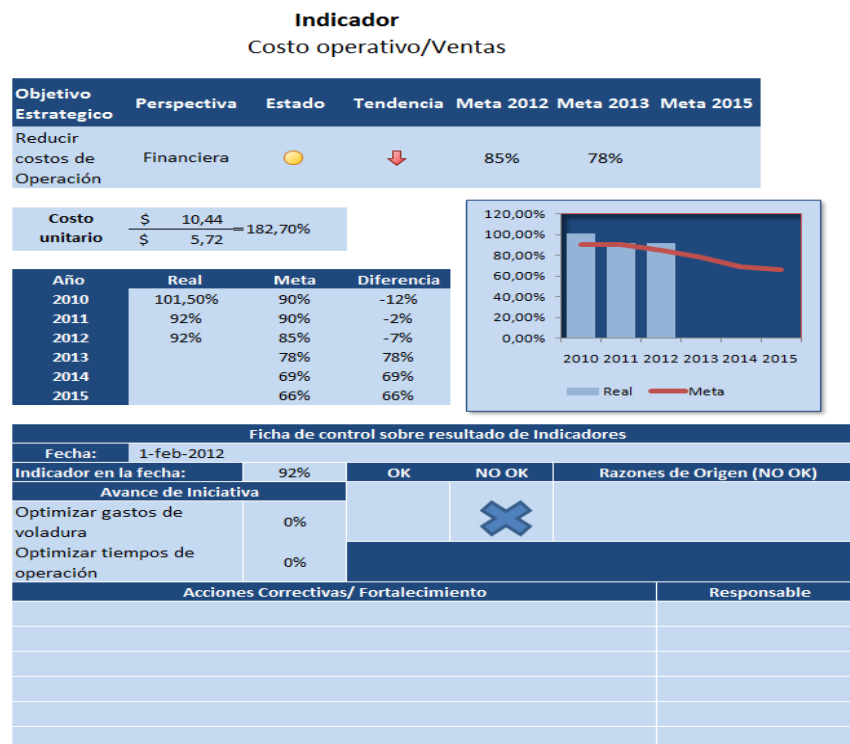 Indicador
Costo operativo/Ventas
Objetivo Estrategico Perspectiva Estado Tendencia Meta 2012 Meta 2013 Meta 2015
Reducir costos de Operación Financiera 85% 78%
Costo unitario $ 10,44 = 182,70%
$ 5,72
Año Real Meta Diferencia
2010 101,50% 90% -12%
2011 92% 90% -2%
2012 92% 85% -7%
2013 78% 78%
2014 69% 69%
2015 66% 66%
120,00%
100,00%
80,00%
60,00%
40,00%
20,00%
0,00%
2010 2011 2012 2013 2014 2015
Real Meta
Ficha de control sobre resultado de Indicadores
Fecha: 1-feb-2012
Indicador en la fecha: 92% OK NO OK Razones de Origen (NO OK)
Avance de Iniciativa
Optimizar gastos de voladura 0%
Optimizar tiempos de operación 0%
Acciones Correctivas/ Fortalecimiento Responsable